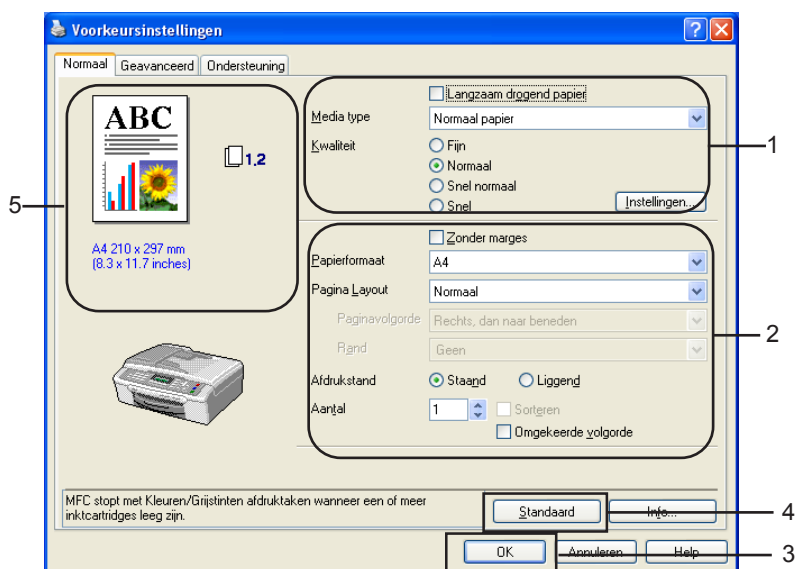 Voorkeursinstellingen
Normaal Geavanceerd Ondersteuning
ABC
1.2
A4 210 x 297 mm
(8.3 x 11.7 inches)
5
Langzaam drogend papier
Media type Normaal papier
Kwaliteit Fijn
Normaal
Snel normaal
Snel
Instellingen...
1
Zonder marges
Papierformaat A4
Pagina Layout Normaal
Paginavolgorde Rechts, dan naar beneden
Rand Geen
Afdrukstand Staand Liggend
Aantal 1 Sorteren
Omgekeerde volgorde
2
MFC stopt met Kleuren/Grijstinten afdruktaken wanneer een of meer
inktcartridges leeg zijn.
Standaard Info... 4
OK Annuleren Help 3